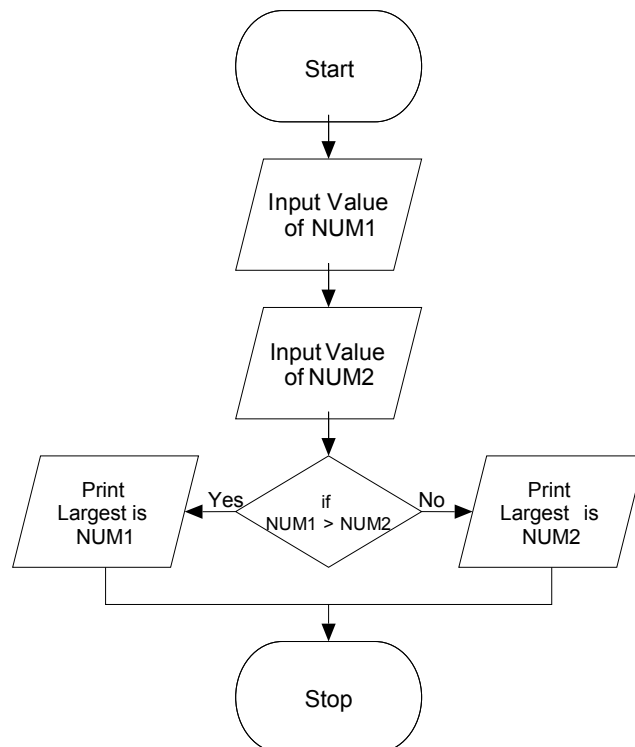 Start
Input Value
of NUM1
Input Value
of NUM2
if
NUM1 > NUM2
Yes
No
Print
Largest is
NUM1
Print
Largest is
NUM2
Stop